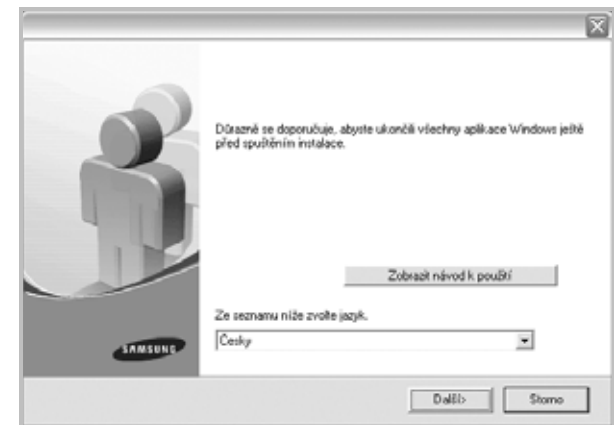 Důrazně se doporučuje, abyste ukončili všechny aplikace Windows ještě
před spuštěním instalace.
Zobrazit návod k použití
Ze seznamu níže zvolte jazyk.
Česky
SAMSUNG
Další>
Storno